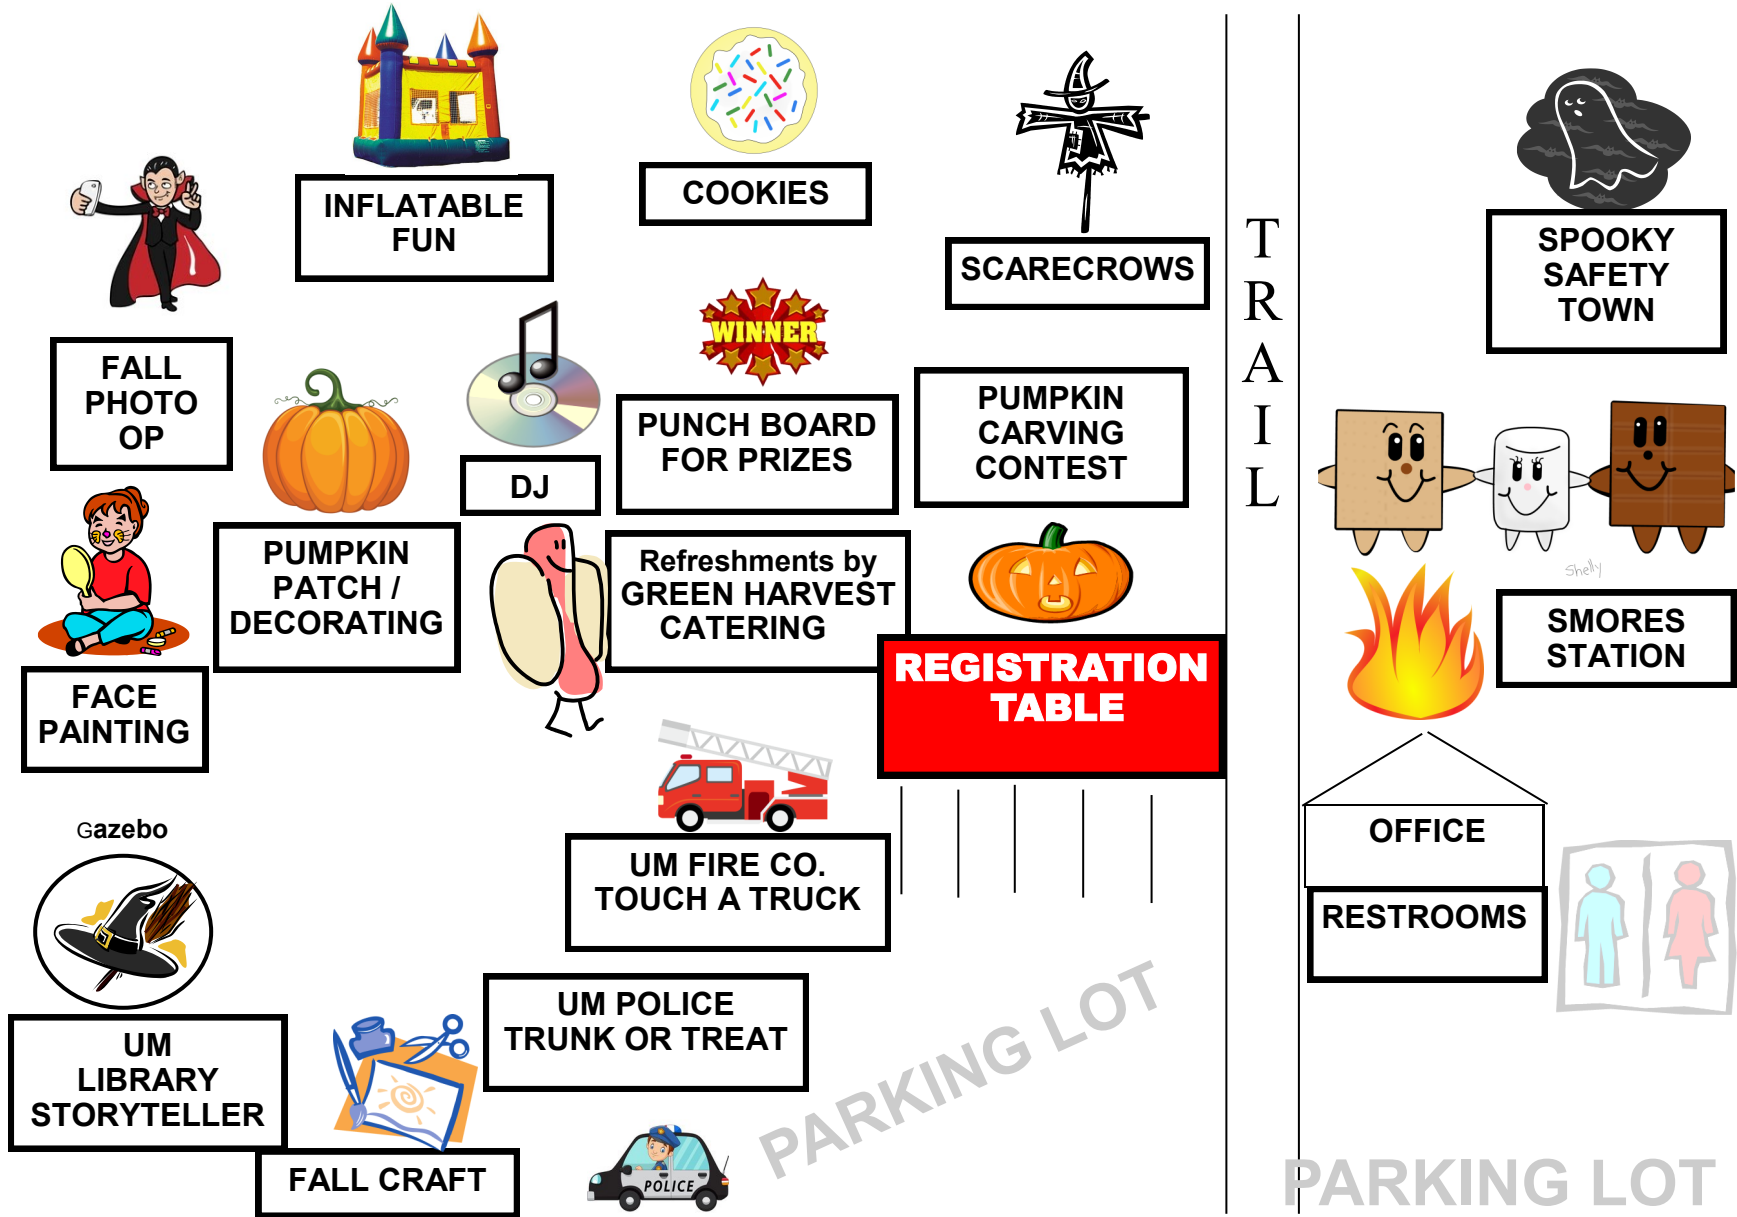 INFLATABLE
FUN
COOKIES
SCARECROWS
SPOOKY
SAFETY
TOWN
TRAIL
FALL
PHOTO
OP
WINNER
DJ
PUNCH BOARD
FOR PRIZES
PUMPKIN
CARVING
CONTEST
PUMPKIN
PATCH /
DECORATING
Refreshments by
GREEN HARVEST
CATERING
Shelly
SMORES
STATION
FACE
PAINTING
REGISTRATION
TABLE
Gazebo
UM FIRE CO.
TOUCH A TRUCK
OFFICE
RESTROOMS
UM
LIBRARY
STORYTELLER
UM POLICE
TRUNK OR TREAT
FALL CRAFT
POLICE
PARKING LOT
PARKING LOT